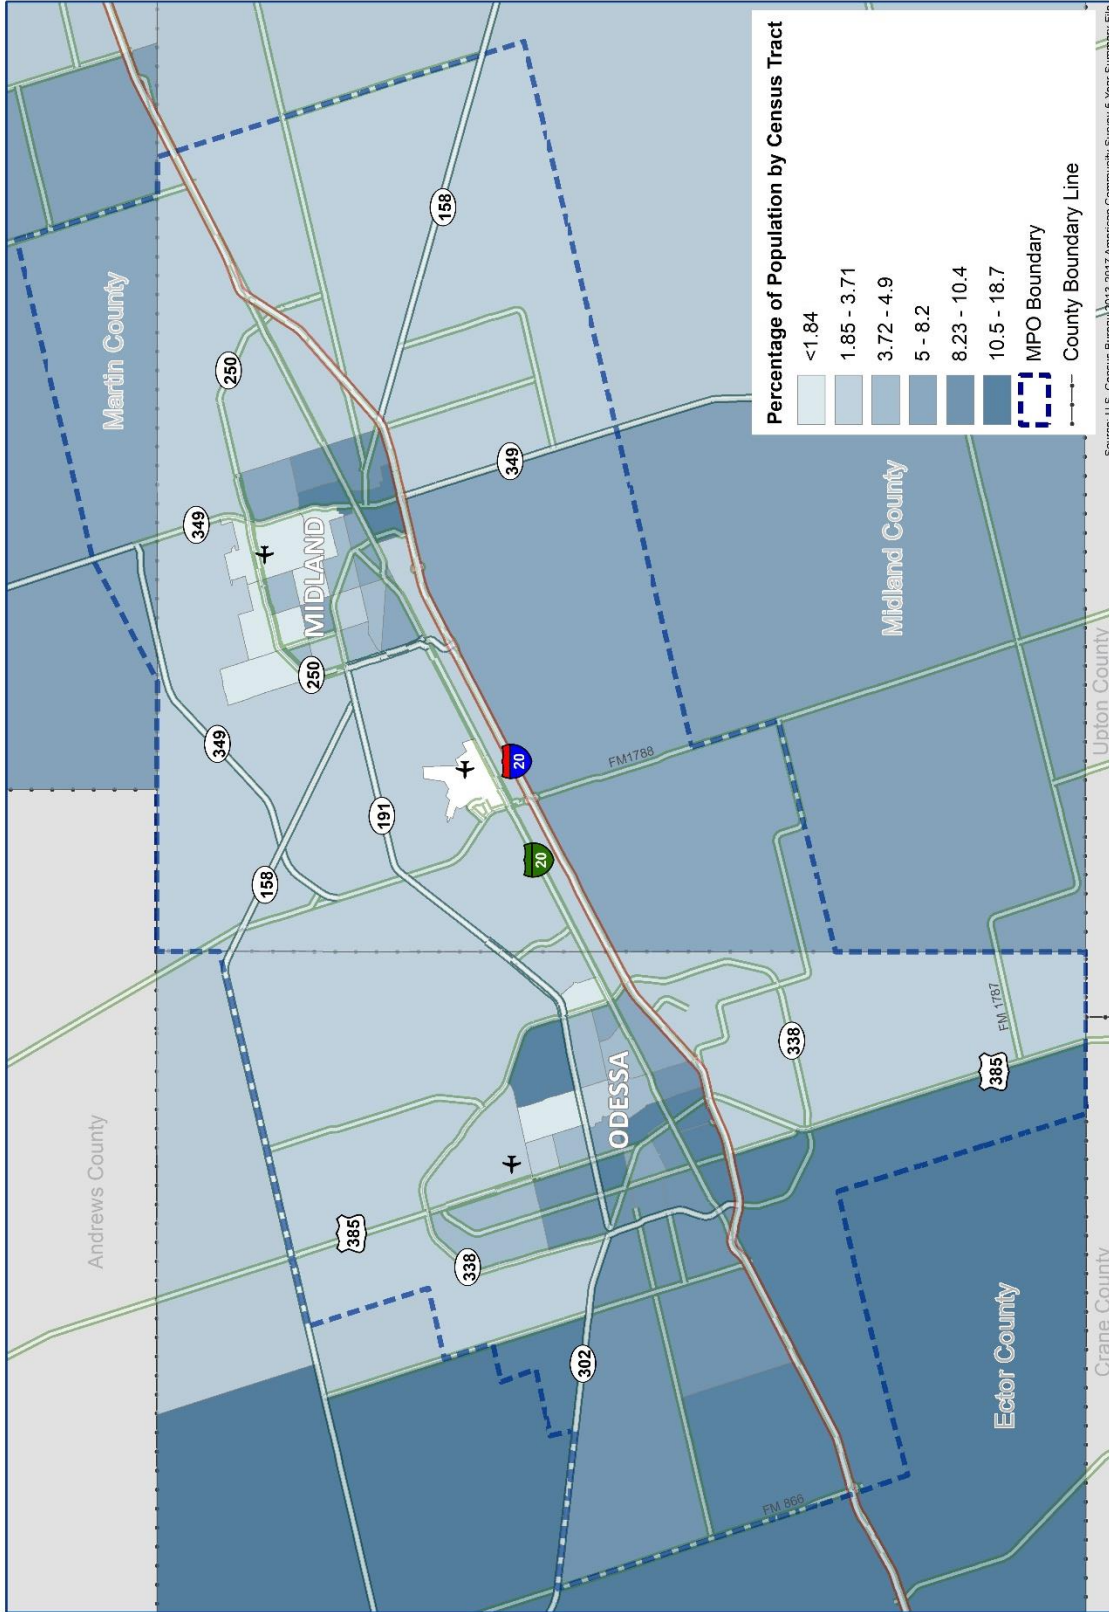 Andrews County
Martin County
349
158
250
349
158
349
250
MIDLAND
191
349
385
338
20
20
302
ODESSA
FM1788
338
FM 866
385
FM 1787
Midland County
Ector County
Upton County
Crane County
Percentage of Population by Census Tract
<1.84
1.85 - 3.71
3.72 - 4.9
5 - 8.2
8.23 - 10.4
10.5 - 18.7
MPO Boundary
County Boundary Line